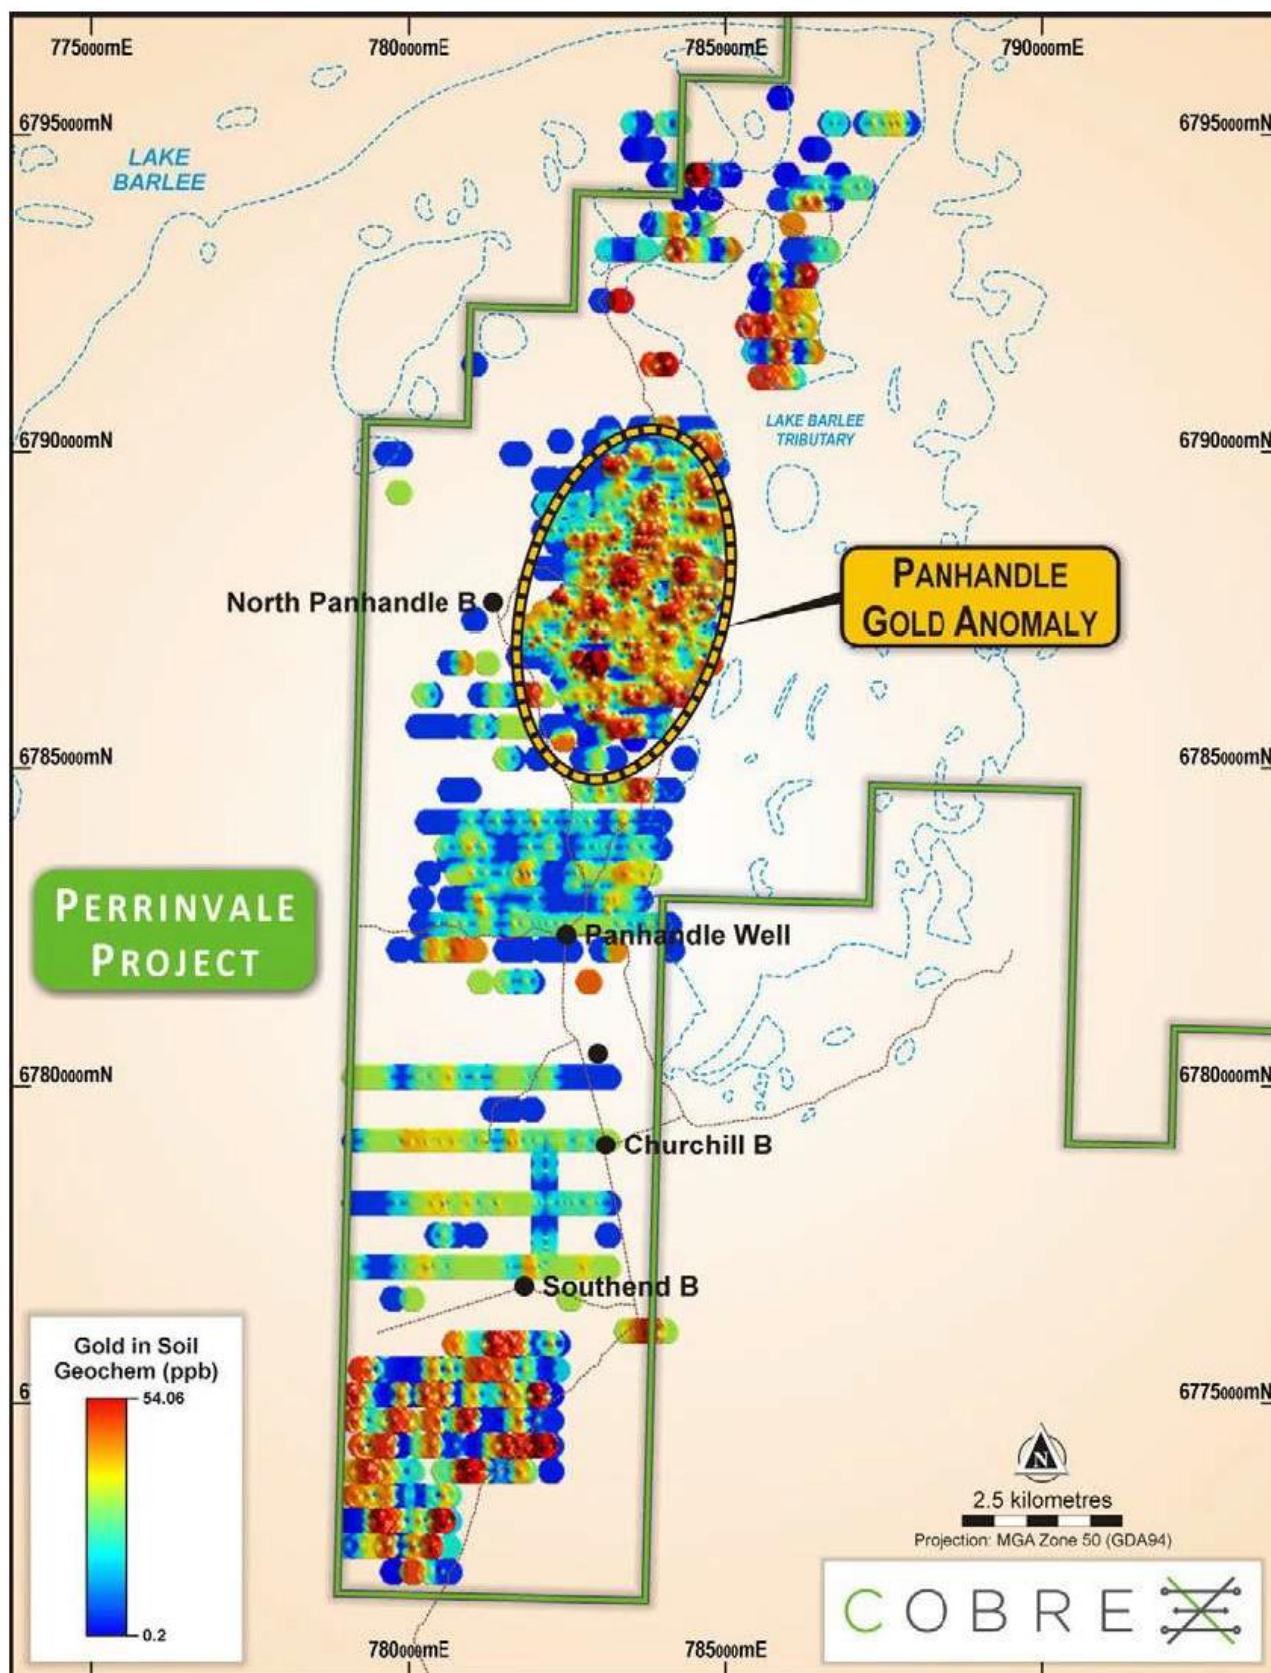 775000mE
780000mE
785000mE
790000mE
6795000mN
6795000mN
LAKE
BARLEE
6790000mN
6790000mN
LAKE BARLEE
TRIBUTARY
PANHANDLE
GOLD ANOMALY
North Panhandle B
6785000mN
6785000mN
PERRINVALE
PROJECT
Panhandle Well
6780000mN
6780000mN
Churchill B
Southend B
Gold in Soil
Geochem (ppb)
54.06
0.2
6
6775000mN
N
2.5 kilometres
Projection: MGA Zone 50 (GDA94)
COBRE
780000mE
785000mE